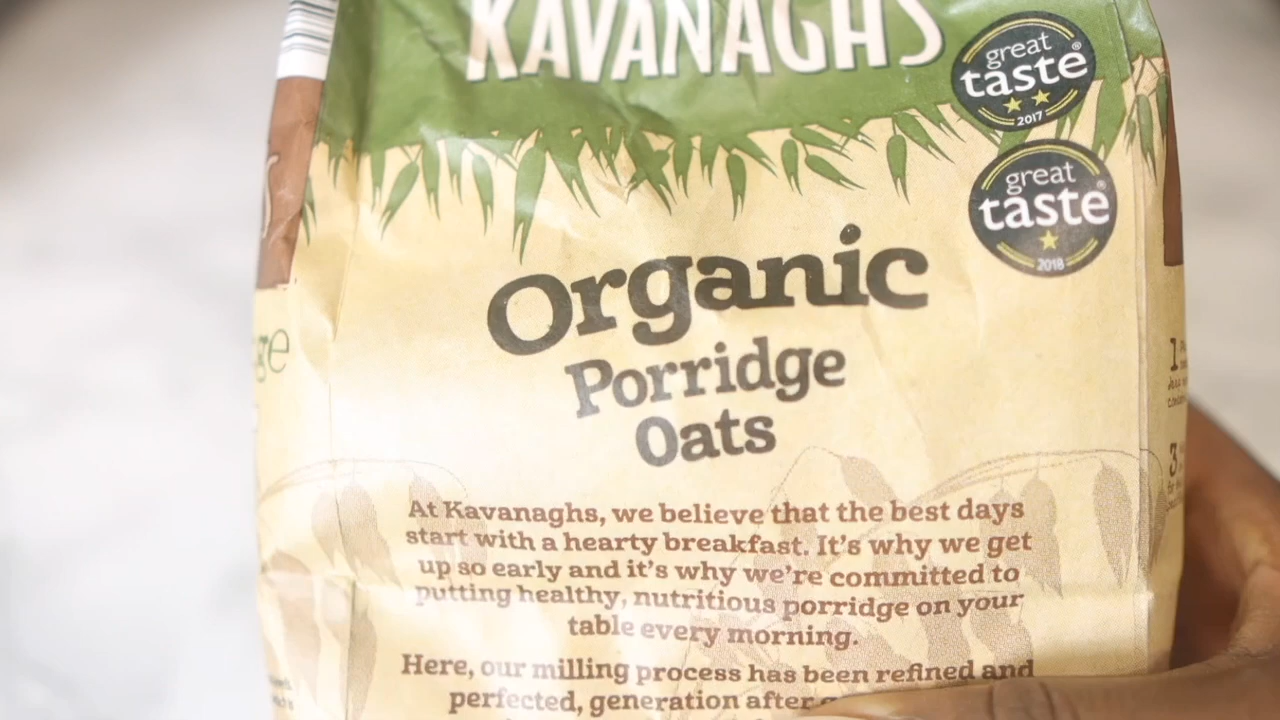 KAVANAGHS
great
taste®
2017
great
taste®
2018
Organic
Porridge
Oats
At Kavanaghs, we believe that the best days
start with a hearty breakfast. It's why we get
up so early and it's why we're committed to
putting healthy, nutritious porridge on your
table every morning.
Here, our milling process has been refined and
perfected, generation after
1
3